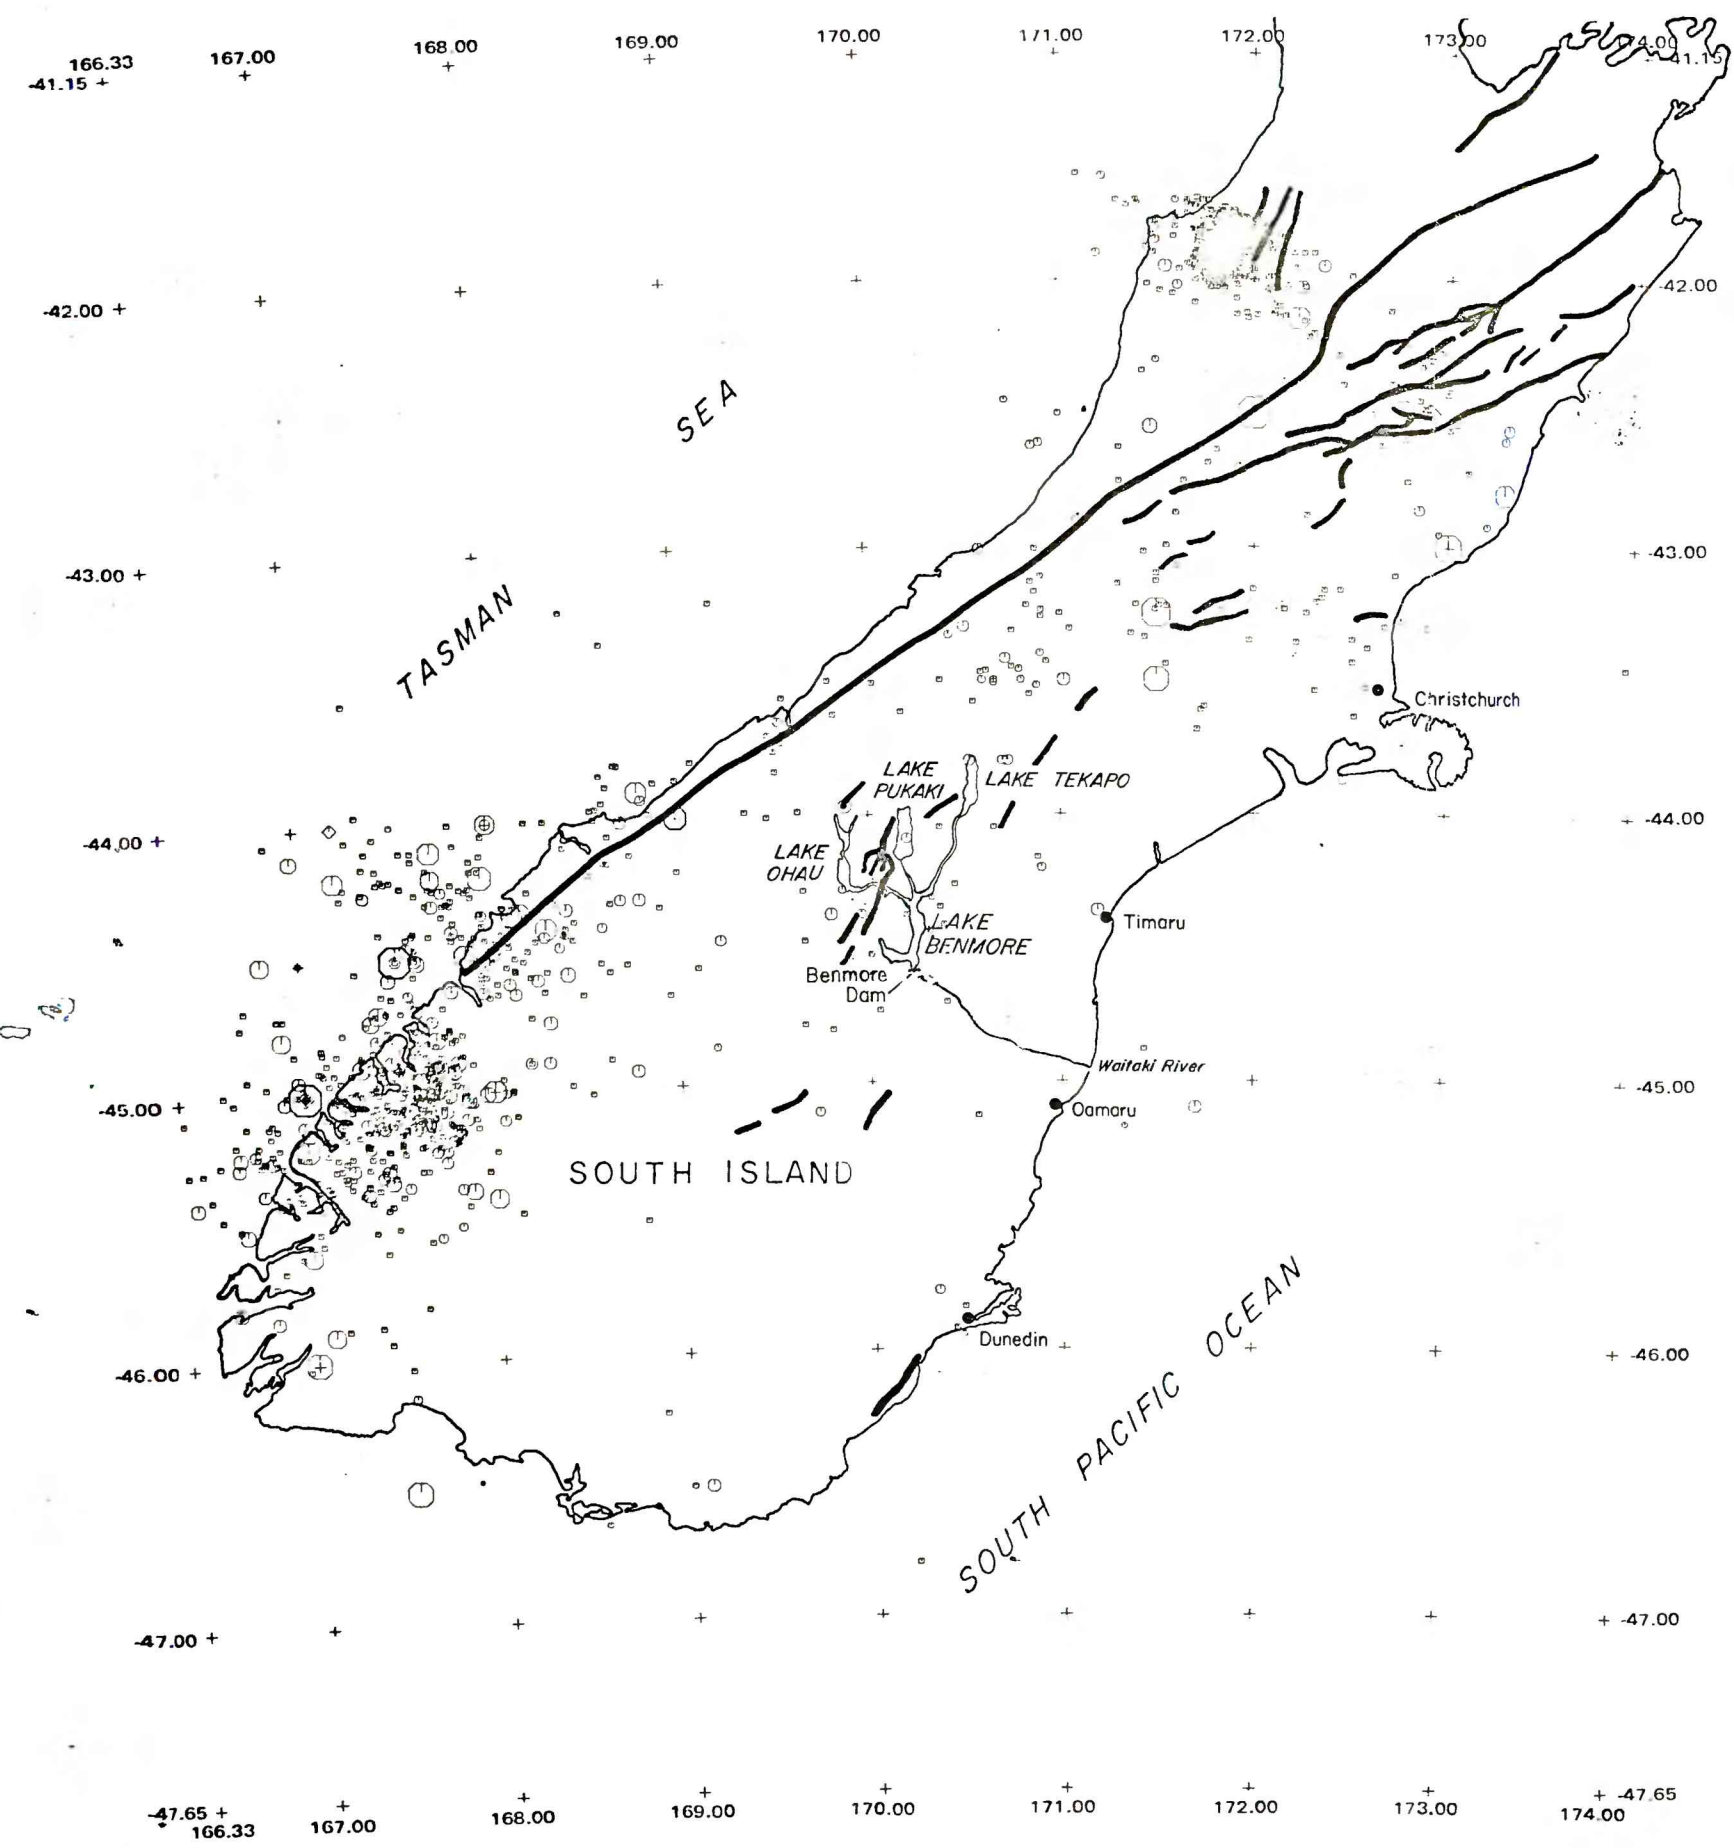 166.33
167.00
168.00
169.00
170.00
171.00
172.00
173.00
174.00
-41.15
-41.15
-42.00
-42.00
SEA
TASMAN
-43.00
-43.00
Christchurch
LAKE
PUKAKI
LAKE TEKAPO
-44.00
-44.00
LAKE
OHAU
Timaru
LAKE
BENMORE
Benmore
Dam
Waitaki River
-45.00
-45.00
Oamaru
SOUTH ISLAND
Dunedin
-46.00
-46.00
SOUTH PACIFIC OCEAN
-47.00
-47.00
-47.65
-47.65
166.33
167.00
168.00
169.00
170.00
171.00
172.00
173.00
174.00